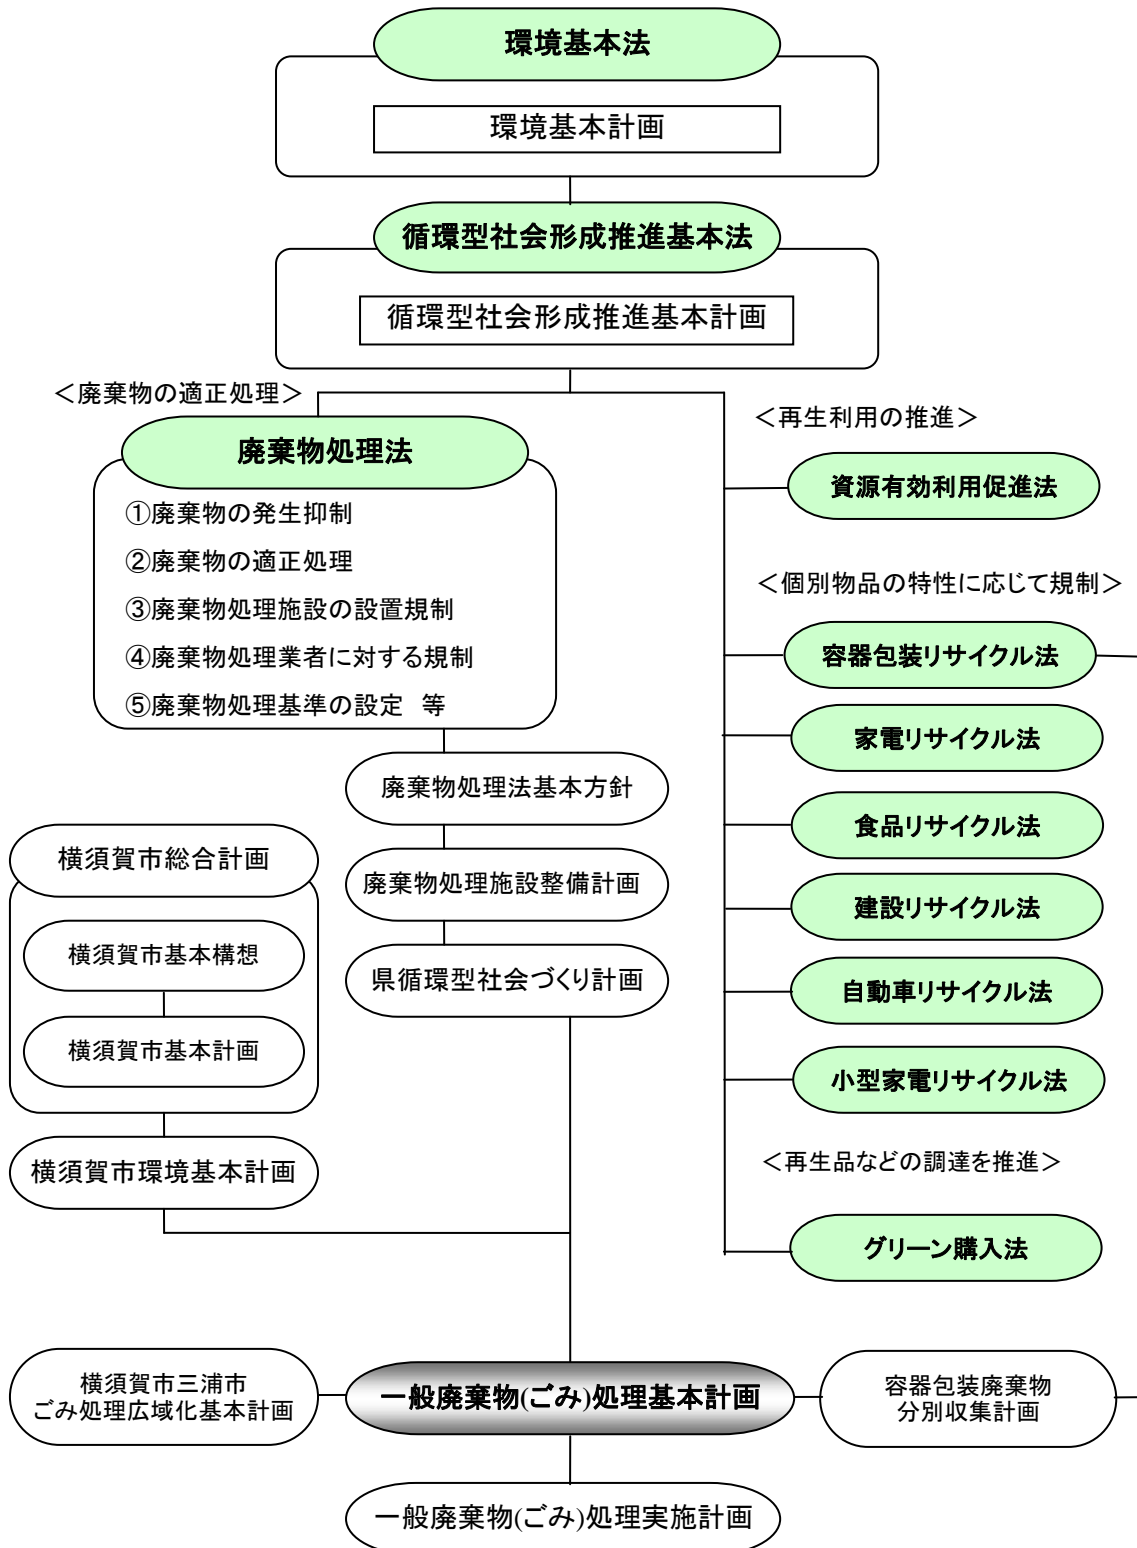 環境基本法
環境基本計画
循環型社会形成推進基本法
循環型社会形成推進基本計画
＜廃棄物の適正処理＞
廃棄物処理法
①廃棄物の発生抑制
②廃棄物の適正処理
③廃棄物処理施設の設置規制
④廃棄物処理業者に対する規制
⑤廃棄物処理基準の設定　等
廃棄物処理法基本方針
廃棄物処理施設整備計画
県循環型社会づくり計画
横須賀市総合計画
横須賀市基本構想
横須賀市基本計画
横須賀市環境基本計画
＜再生利用の推進＞
資源有効利用促進法
＜個別物品の特性に応じて規制＞
容器包装リサイクル法
家電リサイクル法
食品リサイクル法
建設リサイクル法
自動車リサイクル法
小型家電リサイクル法
＜再生品などの調達を推進＞
グリーン購入法
横須賀市三浦市
ごみ処理広域化基本計画
一般廃棄物(ごみ)処理基本計画
容器包装廃棄物
分別収集計画
一般廃棄物(ごみ)処理実施計画